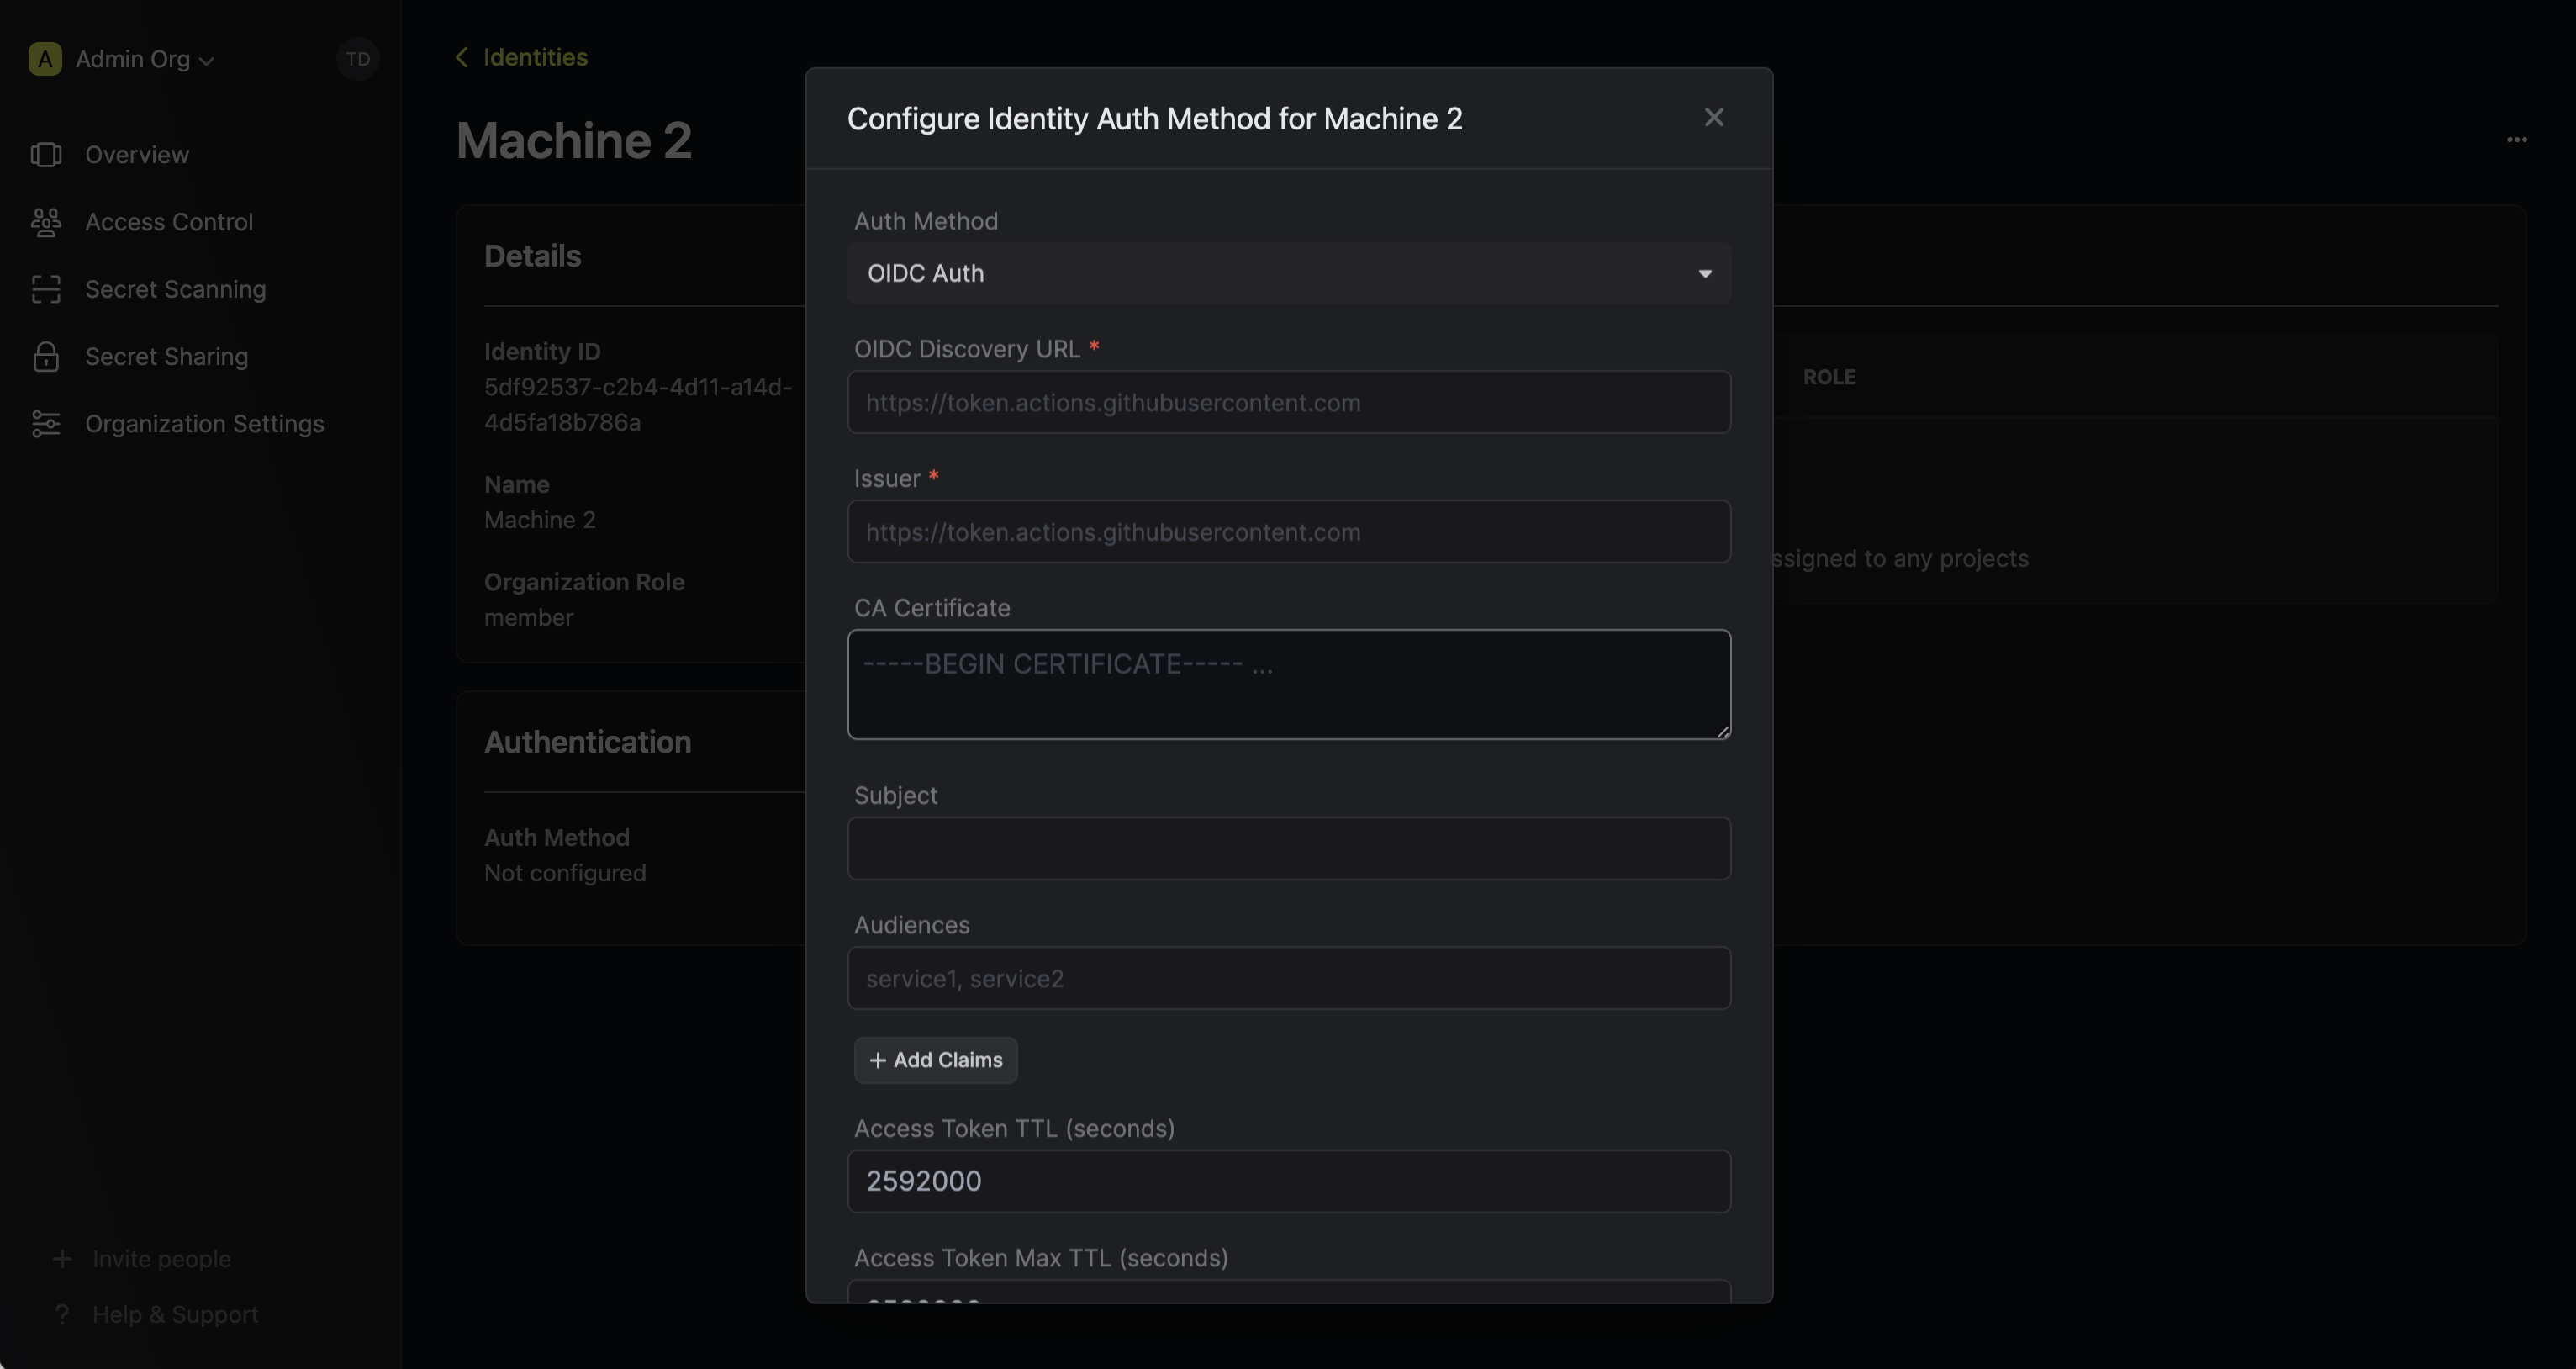 A Admin Org TD
Overview
Access Control
Secret Scanning
Secret Sharing
Organization Settings
+ Invite people
? Help & Support
Identities
Machine 2
...
Details
Identity ID
5df92537-c2b4-4d11-a14d-
4d5fa18b786a
Name
Machine 2
Organization Role
member
Authentication
Auth Method
Not configured
ROLE
ssigned to any projects
Configure Identity Auth Method for Machine 2
Auth Method
OIDC Auth
OIDC Discovery URL *
https://token.actions.githubusercontent.com
Issuer *
https://token.actions.githubusercontent.com
CA Certificate
-----BEGIN CERTIFICATE----- ...
Subject
Audiences
service1, service2
+ Add Claims
Access Token TTL (seconds)
2592000
Access Token Max TTL (seconds)